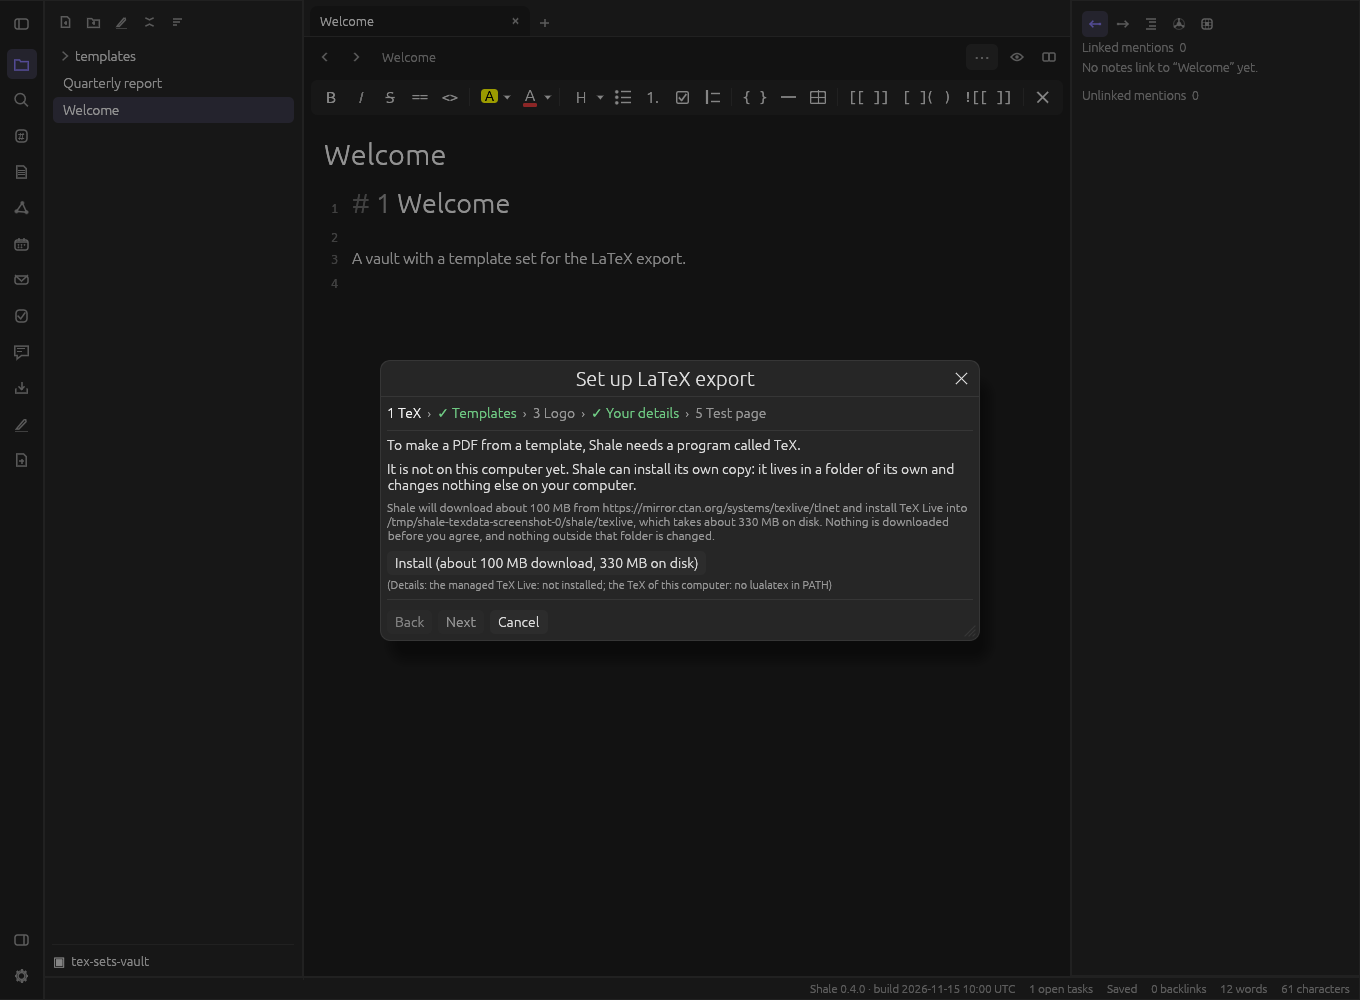 Welcome
templates
Quarterly report
Welcome
Welcome
B I S == <> A A H 1. { } — [[ ]] [ ]( ) ![[ ]]
Welcome
1 # 1 Welcome
2
3 A vault with a template set for the LaTeX export.
4
Linked mentions 0
No notes link to “Welcome” yet.
Unlinked mentions 0
Set up LaTeX export
1 TeX › ✓ Templates › 3 Logo › ✓ Your details › 5 Test page
To make a PDF from a template, Shale needs a program called TeX.
It is not on this computer yet. Shale can install its own copy: it lives in a folder of its own and
changes nothing else on your computer.
Shale will download about 100 MB from https://mirror.ctan.org/systems/texlive/tlnet and install TeX Live into
/tmp/shale-texdata-screenshot-0/shale/texlive, which takes about 330 MB on disk. Nothing is downloaded
before you agree, and nothing outside that folder is changed.
Install (about 100 MB download, 330 MB on disk)
(Details: the managed TeX Live: not installed; the TeX of this computer: no lualatex in PATH)
Back Next Cancel
tex-sets-vault
Shale 0.4.0 · build 2026-11-15 10:00 UTC 1 open tasks Saved 0 backlinks 12 words 61 characters